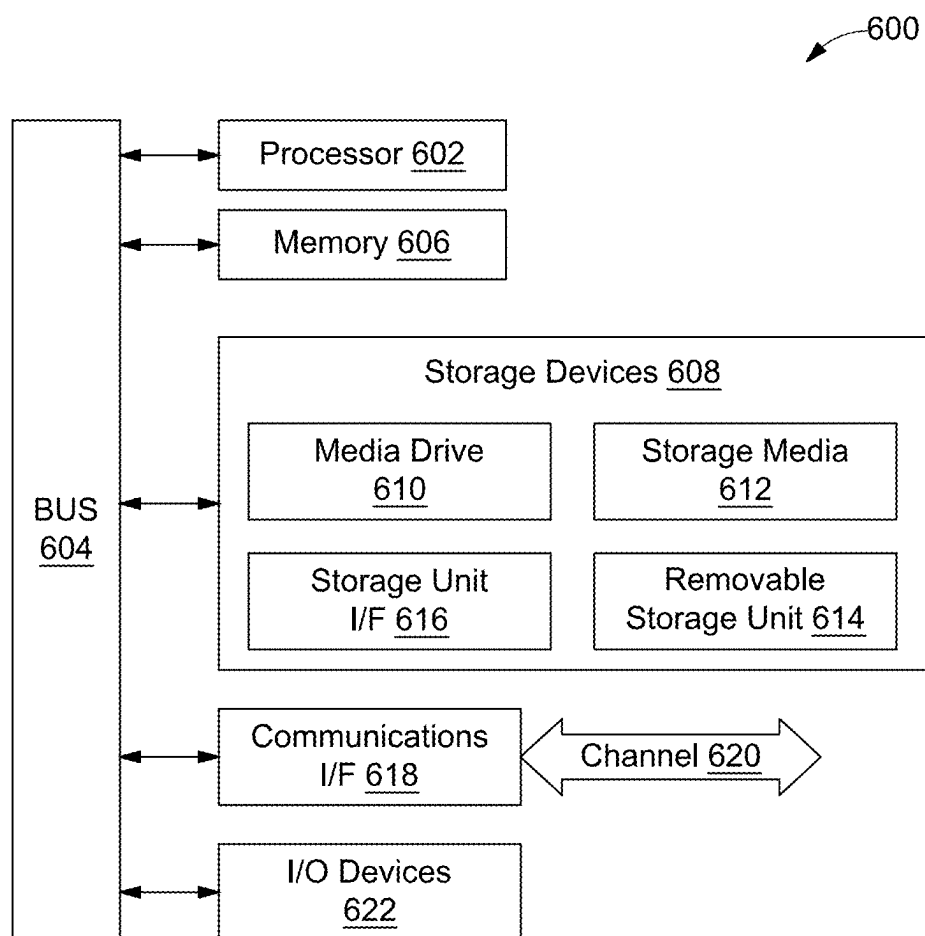 600
Processor 602
Memory 606
Storage Devices 608
Media Drive
610
Storage Media
612
BUS
604
Storage Unit
I/F 616
Removable
Storage Unit 614
Communications
I/F 618
Channel 620
I/O Devices
622